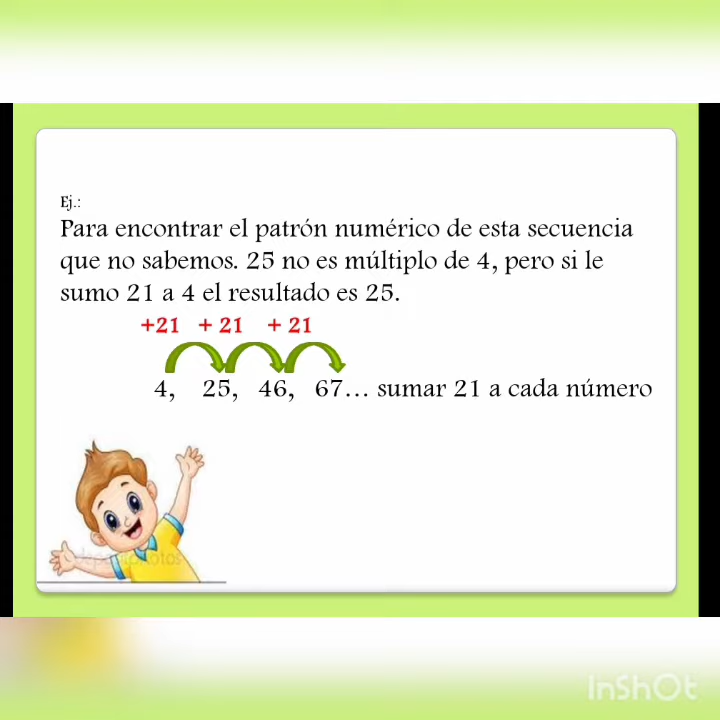 Ej.:
Para encontrar el patrón numérico de esta secuencia
que no sabemos. 25 no es múltiplo de 4, pero si le
sumo 21 a 4 el resultado es 25.
+21 + 21 + 21
4, 25, 46, 67... sumar 21 a cada número
depositphotos
InShOt